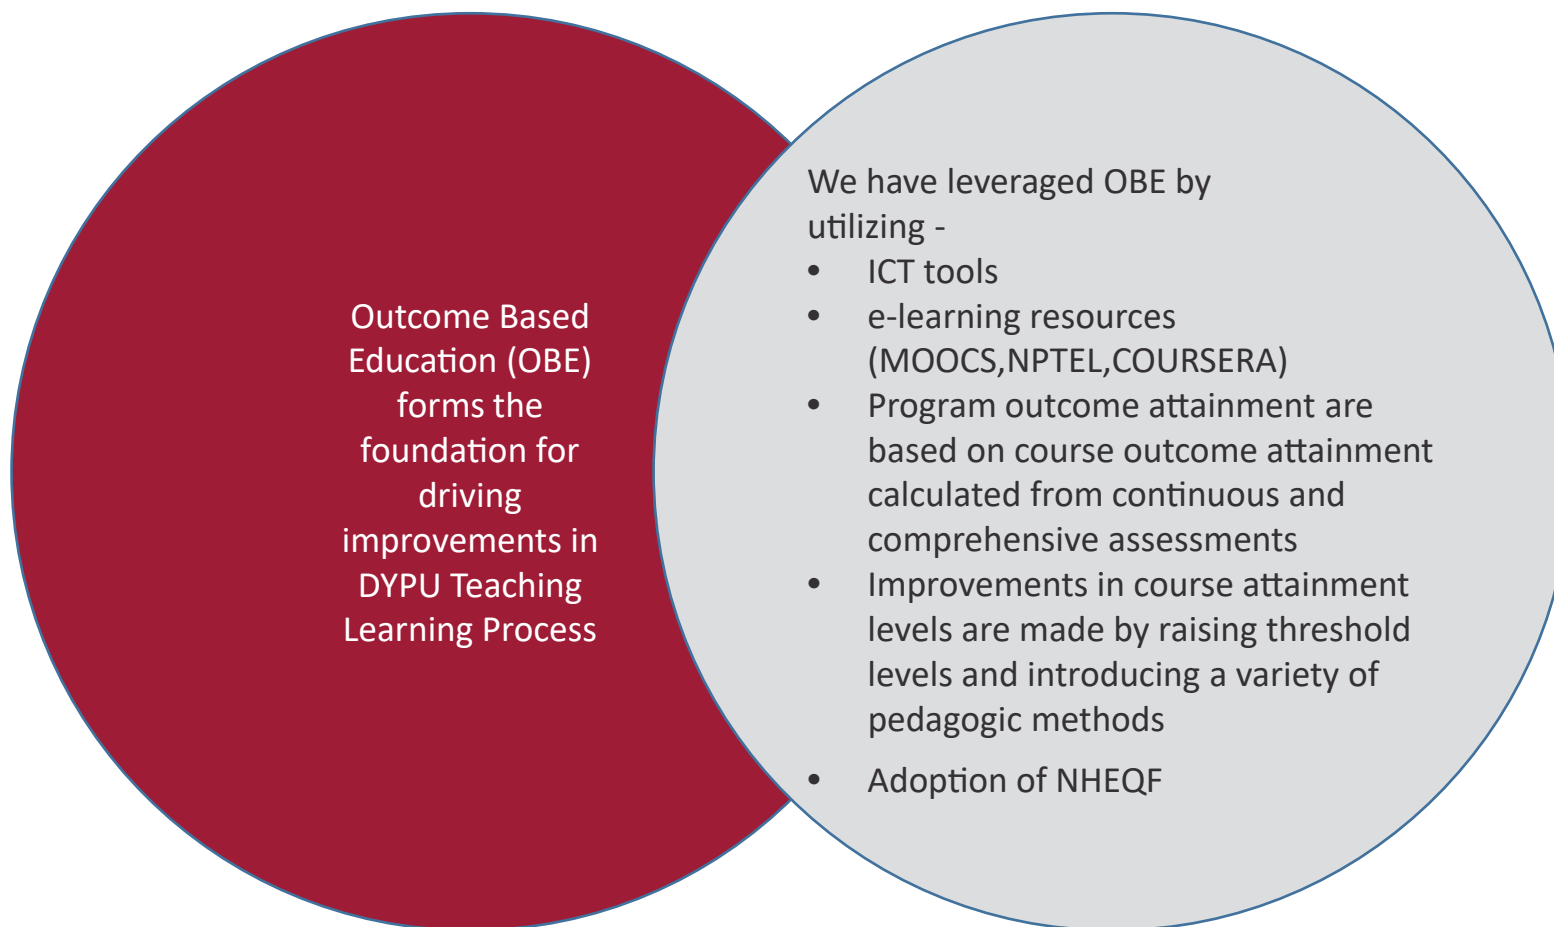 Outcome Based
Education (OBE)
forms the
foundation for
driving
improvements in
DYPU Teaching
Learning Process
We have leveraged OBE by
utilizing -
• ICT tools
• e-learning resources
(MOOCS,NPTEL,COURSERA)
• Program outcome attainment are
based on course outcome attainment
calculated from continuous and
comprehensive assessments
• Improvements in course attainment
levels are made by raising threshold
levels and introducing a variety of
pedagogic methods
• Adoption of NHEQF